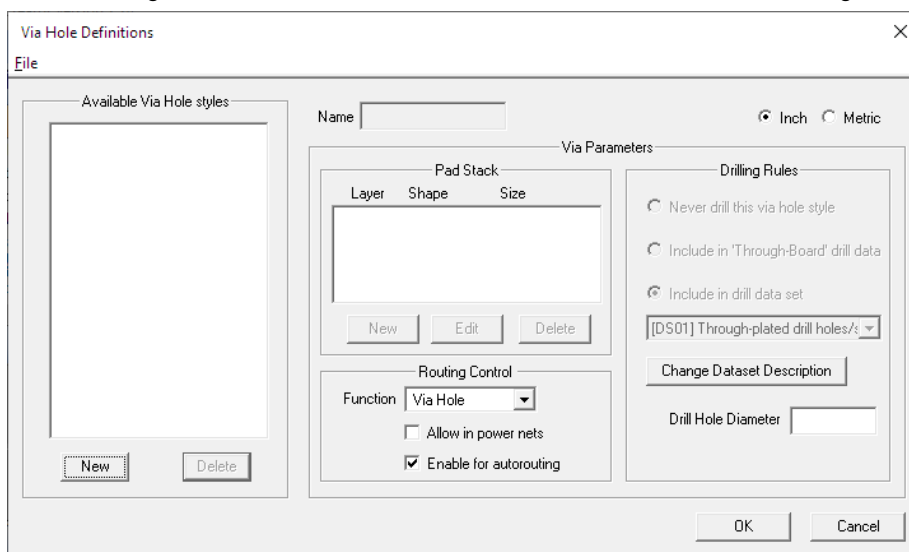 Via Hole Definitions
File
Available Via Hole styles
New Delete
Name
Inch Metric
Via Parameters
Pad Stack
Layer Shape Size
New Edit Delete
Routing Control
Function Via Hole
Allow in power nets
Enable for autorouting
Drilling Rules
Never drill this via hole style
Include in 'Through-Board' drill data
Include in drill data set
[DS01] Through-plated drill holes/s
Change Dataset Description
Drill Hole Diameter
OK Cancel